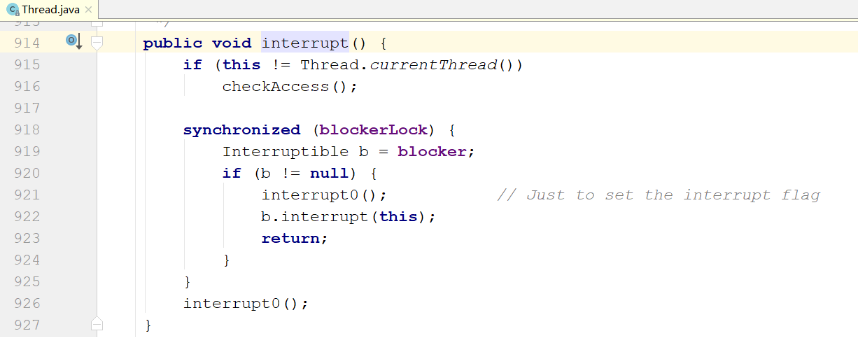 Thread.java
913 */
914 public void interrupt() {
915 if (this != Thread.currentThread())
916 checkAccess();
917
918 synchronized (blockerLock) {
919 Interruptible b = blocker;
920 if (b != null) {
921 interrupt0(); // Just to set the interrupt flag
922 b.interrupt(this);
923 return;
924 }
925 }
926 interrupt0();
927 }